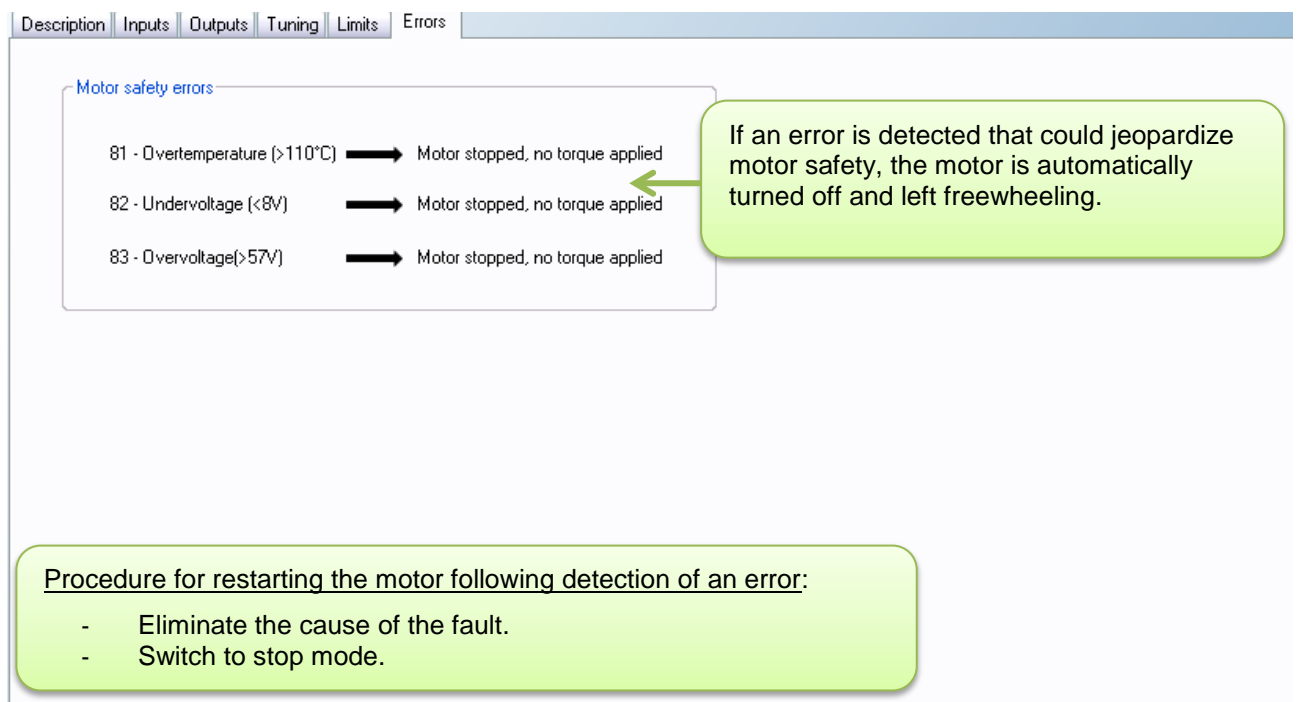 Description Inputs Outputs Tuning Limits Errors
Motor safety errors
81 - Overtemperature (>110°C) Motor stopped, no torque applied
82 - Undervoltage (<8V) Motor stopped, no torque applied
83 - Overvoltage(>57V) Motor stopped, no torque applied
If an error is detected that could jeopardize
motor safety, the motor is automatically
turned off and left freewheeling.
Procedure for restarting the motor following detection of an error:
- Eliminate the cause of the fault.
- Switch to stop mode.